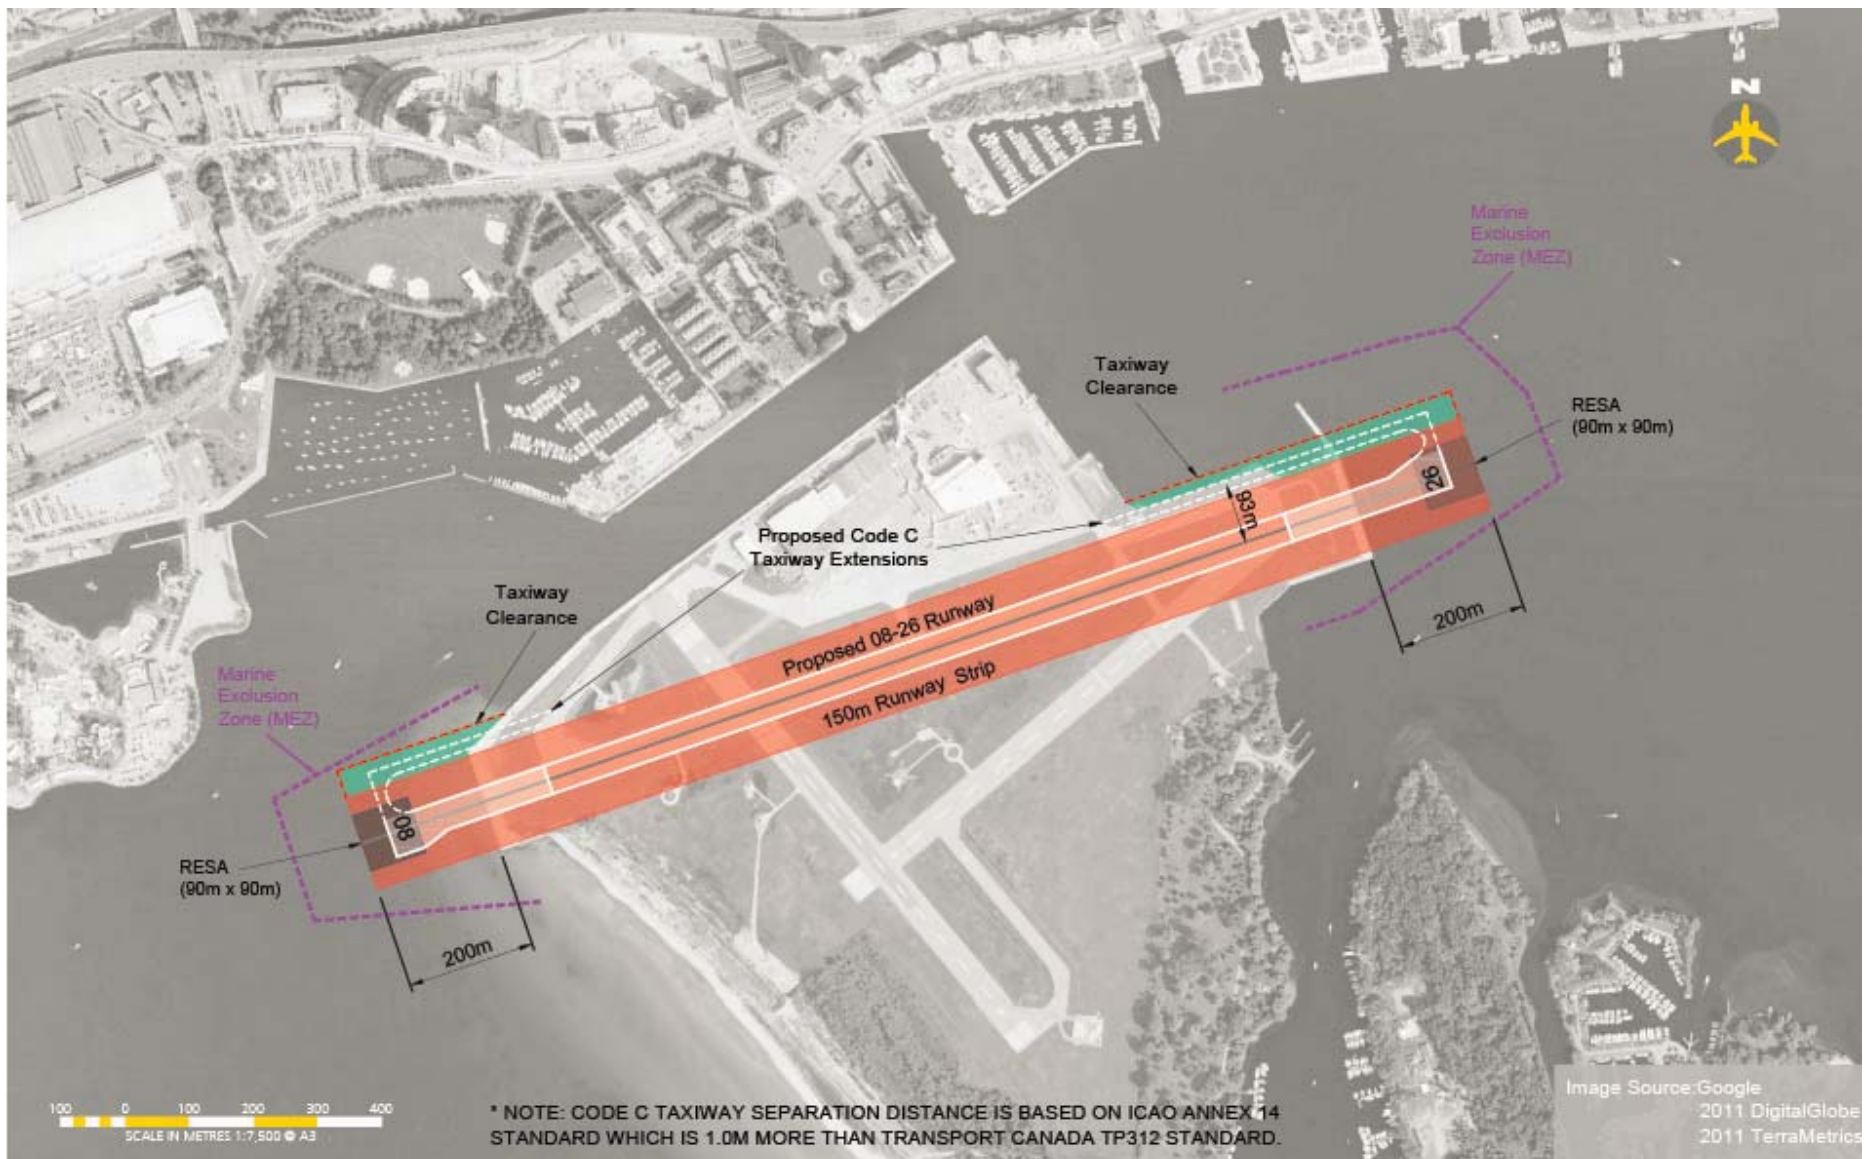 N
Marine
Exclusion
Zone (MEZ)
Taxiway
Clearance
RESA
(90m x 90m)
26
93m
Proposed Code C
Taxiway Extensions
Taxiway
Clearance
200m
Proposed 08-26 Runway
150m Runway Strip
Marine
Exclusion
Zone (MEZ)
08
RESA
(90m x 90m)
200m
100 0 100 200 300 400
SCALE IN METRES 1:7,500 @ A3
* NOTE: CODE C TAXIWAY SEPARATION DISTANCE IS BASED ON ICAO ANNEX 14
STANDARD WHICH IS 1.0M MORE THAN TRANSPORT CANADA TP312 STANDARD.
Image Source:Google
2011 DigitalGlobe
2011 TerraMetrics